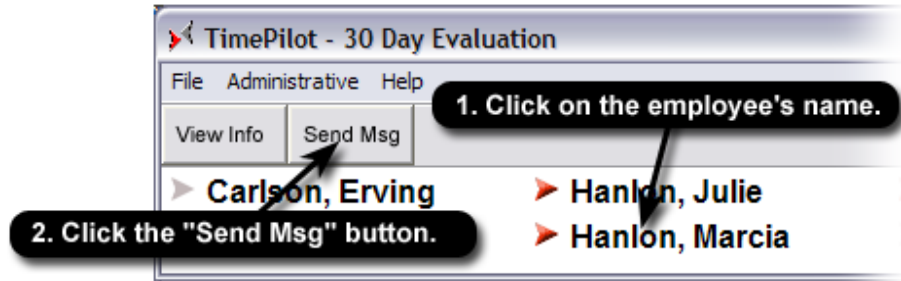 TimePilot - 30 Day Evaluation
File Administrative Help
1. Click on the employee's name.
View Info Send Msg
Carlson, Erving Hanlon, Julie
2. Click the "Send Msg" button.
Hanlon, Marcia